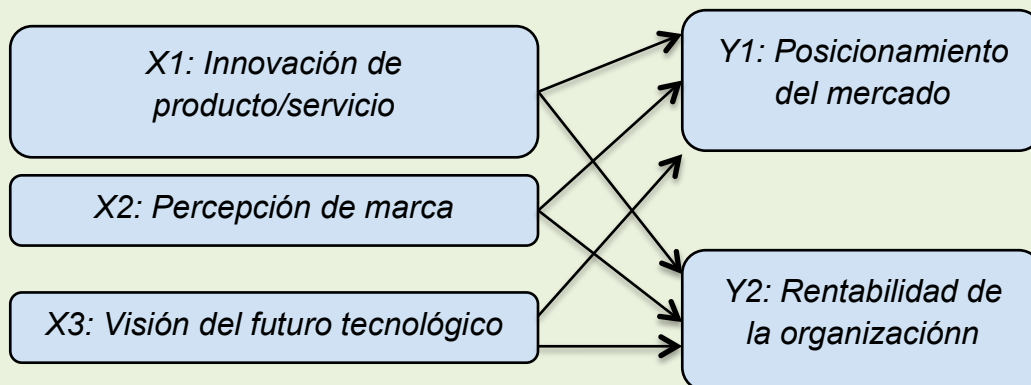 X1: Innovación de
producto/servicio
X2: Percepción de marca
X3: Visión del futuro tecnológico
Y1: Posicionamiento
del mercado
Y2: Rentabilidad de
la organizaciónn